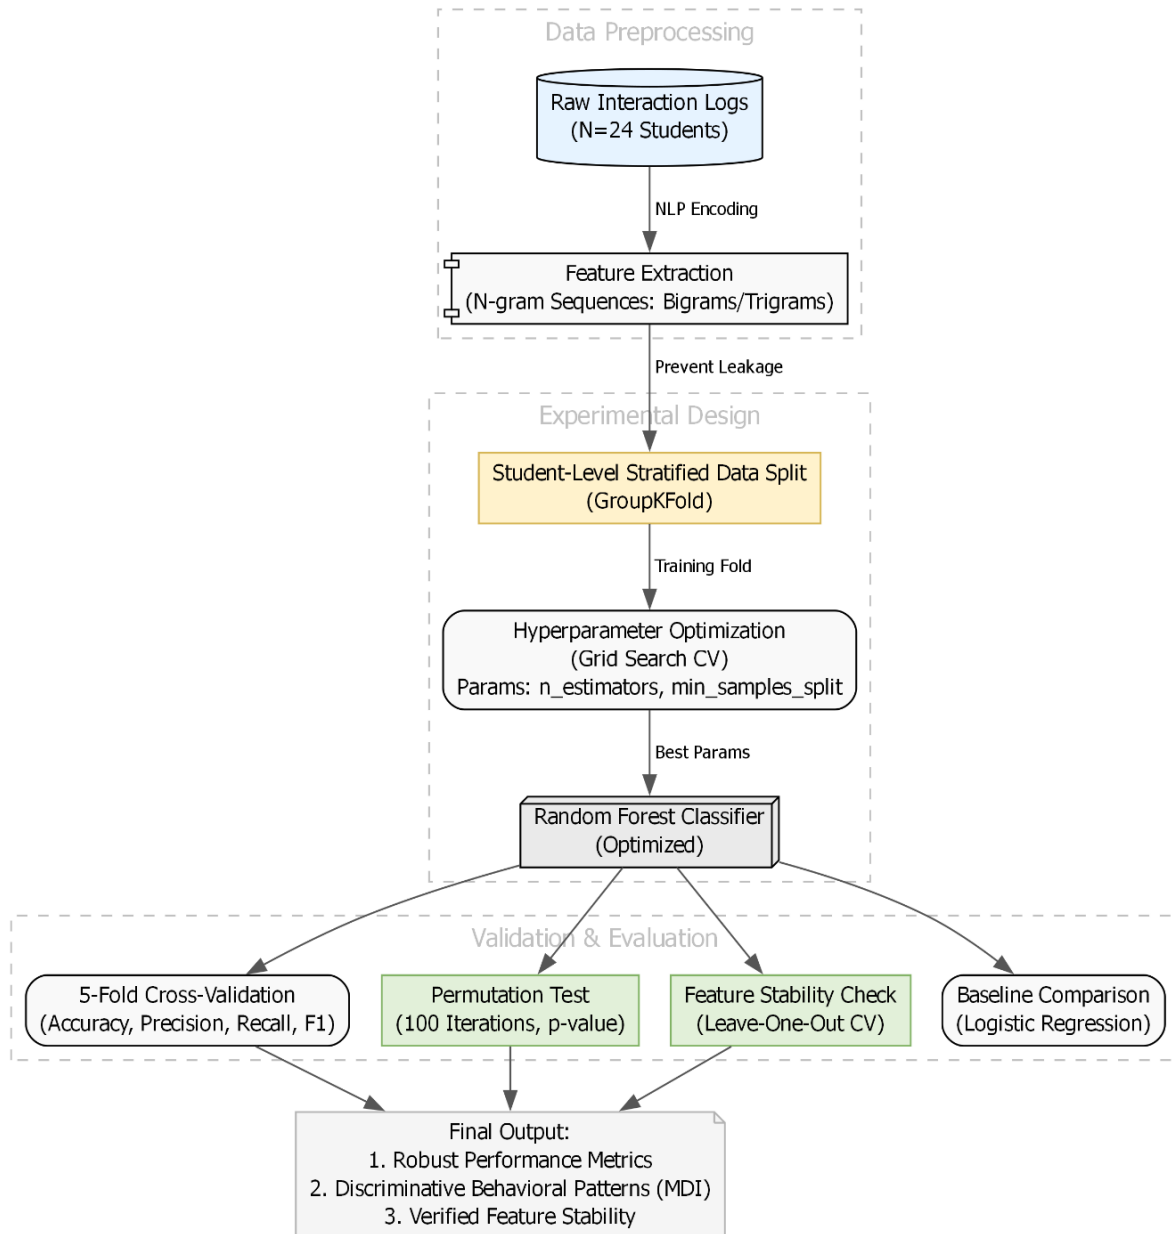 Data Preprocessing
Raw Interaction Logs
(N=24 Students)
NLP Encoding
Feature Extraction
(N-gram Sequences: Bigrams/Trigrams)
Prevent Leakage
Experimental Design
Student-Level Stratified Data Split
(GroupKFold)
Training Fold
Hyperparameter Optimization
(Grid Search CV)
Params: n_estimators, min_samples_split
Best Params
Random Forest Classifier
(Optimized)
Validation & Evaluation
5-Fold Cross-Validation
(Accuracy, Precision, Recall, F1)
Permutation Test
(100 Iterations, p-value)
Feature Stability Check
(Leave-One-Out CV)
Baseline Comparison
(Logistic Regression)
Final Output:
1. Robust Performance Metrics
2. Discriminative Behavioral Patterns (MDI)
3. Verified Feature Stability